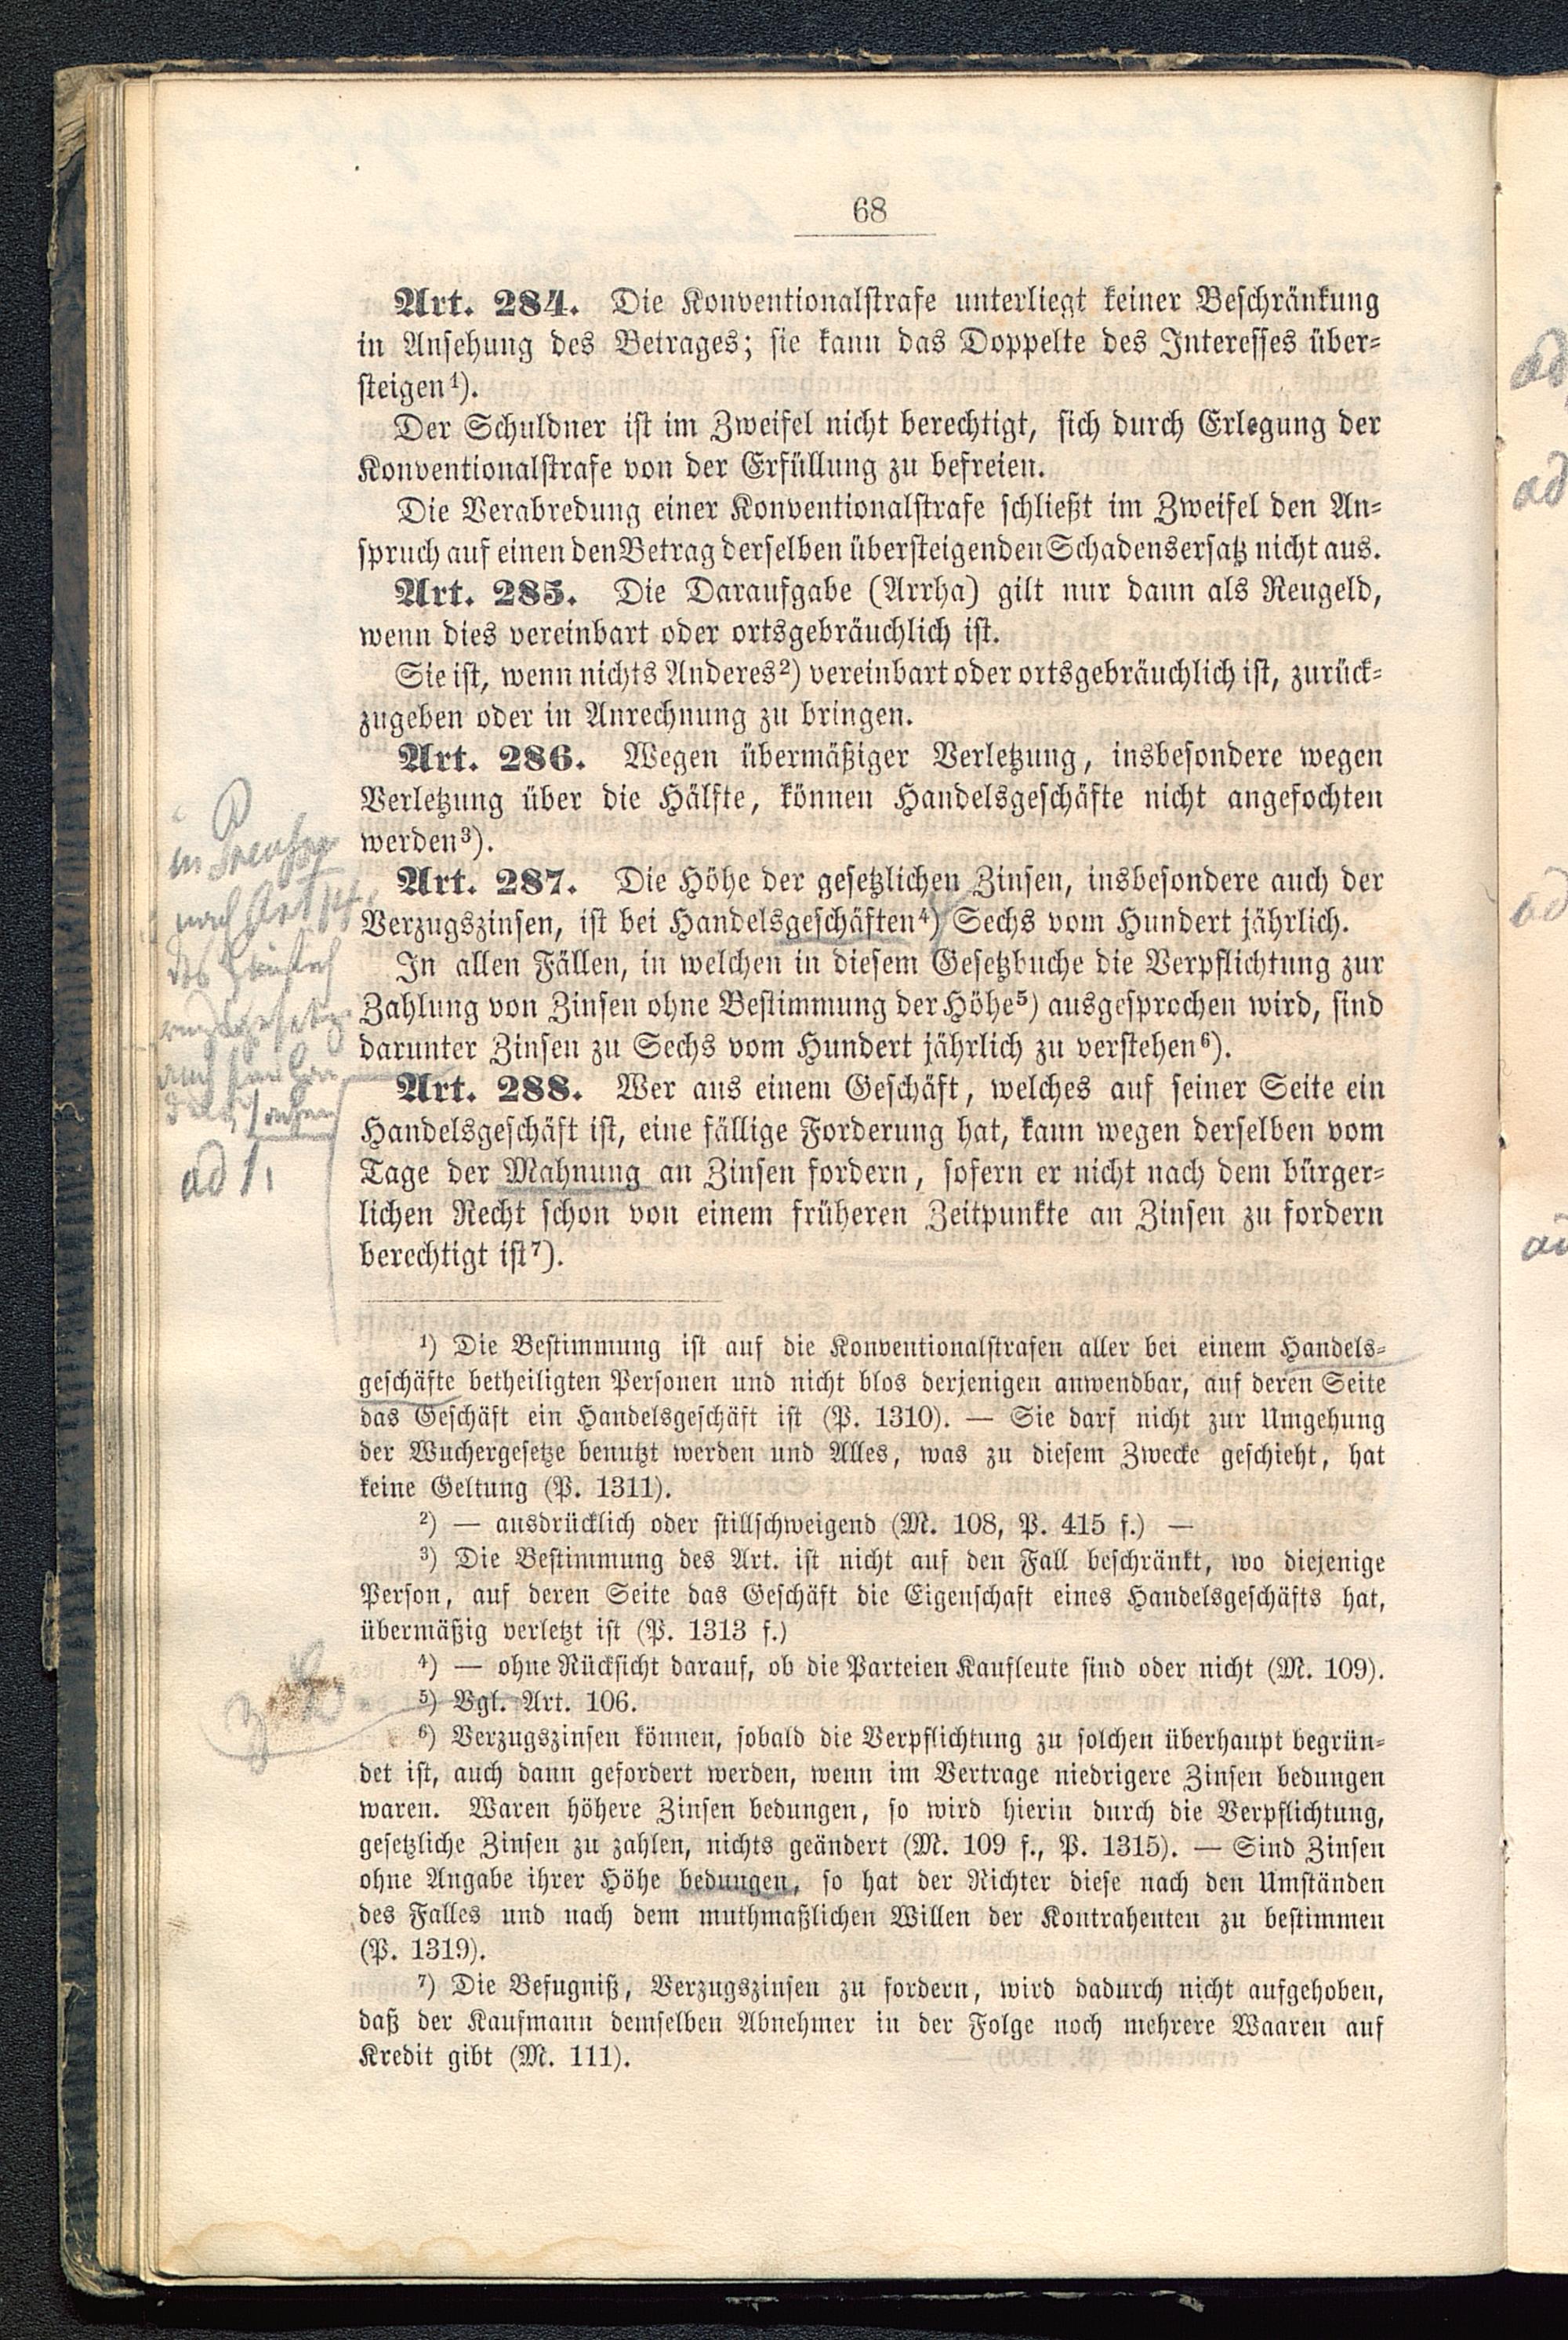 68
Art. 284. Die Konventionalstrafe unterliegt keiner Beschränkung
in Ansehung des Betrages; sie kann das Doppelte des Interesses über-
steigen¹).
Der Schuldner ist im Zweifel nicht berechtigt, sich durch Erlegung der
Konventionalstrafe von der Erfüllung zu befreien.
Die Verabredung einer Konventionalstrafe schließt im Zweifel den An-
spruch auf einen den Betrag derselben übersteigenden Schadensersatz nicht aus.
Art. 285. Die Daraufgabe (Arrha) gilt nur dann als Reugeld,
wenn dies vereinbart oder ortsgebräuchlich ist.
Sie ist, wenn nichts Anderes²) vereinbart oder ortsgebräuchlich ist, zurück-
zugeben oder in Anrechnung zu bringen.
Art. 286. Wegen übermäßiger Verletzung, insbesondere wegen
Verletzung über die Hälfte, können Handelsgeschäfte nicht angefochten
werden³).
Art. 287. Die Höhe der gesetzlichen Zinsen, insbesondere auch der
Verzugszinsen, ist bei Handelsgeschäften⁴) Sechs vom Hundert jährlich.
In allen Fällen, in welchen in diesem Gesetzbuche die Verpflichtung zur
Zahlung von Zinsen ohne Bestimmung der Höhe⁵) ausgesprochen wird, sind
darunter Zinsen zu Sechs vom Hundert jährlich zu verstehen⁶).
Art. 288. Wer aus einem Geschäft, welches auf seiner Seite ein
Handelsgeschäft ist, eine fällige Forderung hat, kann wegen derselben vom
Tage der Mahnung an Zinsen fordern, sofern er nicht nach dem bürger-
lichen Recht schon von einem früheren Zeitpunkte an Zinsen zu fordern
berechtigt ist⁷).
ad 1.
¹) Die Bestimmung ist auf die Konventionalstrafen aller bei einem Handels-
geschäfte betheiligten Personen und nicht blos derjenigen anwendbar, auf deren Seite
das Geschäft ein Handelsgeschäft ist (P. 1310). — Sie darf nicht zur Umgehung
der Wuchergesetze benutzt werden und Alles, was zu diesem Zwecke geschieht, hat
keine Geltung (P. 1311).
²) — ausdrücklich oder stillschweigend (M. 108, P. 415 f.) —
³) Die Bestimmung des Art. ist nicht auf den Fall beschränkt, wo diejenige
Person, auf deren Seite das Geschäft die Eigenschaft eines Handelsgeschäfts hat,
übermäßig verletzt ist (P. 1313 f.)
⁴) — ohne Rücksicht darauf, ob die Parteien Kaufleute sind oder nicht (M. 109).
⁵) Vgl. Art. 106.
⁶) Verzugszinsen können, sobald die Verpflichtung zu solchen überhaupt begrün-
det ist, auch dann gefordert werden, wenn im Vertrage niedrigere Zinsen bedungen
waren. Waren höhere Zinsen bedungen, so wird hierin durch die Verpflichtung,
gesetzliche Zinsen zu zahlen, nichts geändert (M. 109 f., P. 1315). — Sind Zinsen
ohne Angabe ihrer Höhe bedungen, so hat der Richter diese nach den Umständen
des Falles und nach dem muthmaßlichen Willen der Kontrahenten zu bestimmen
(P. 1319).
⁷) Die Befugniß, Verzugszinsen zu fordern, wird dadurch nicht aufgehoben,
daß der Kaufmann demselben Abnehmer in der Folge noch mehrere Waaren auf
Kredit gibt (M. 111).
ad
ad
ad